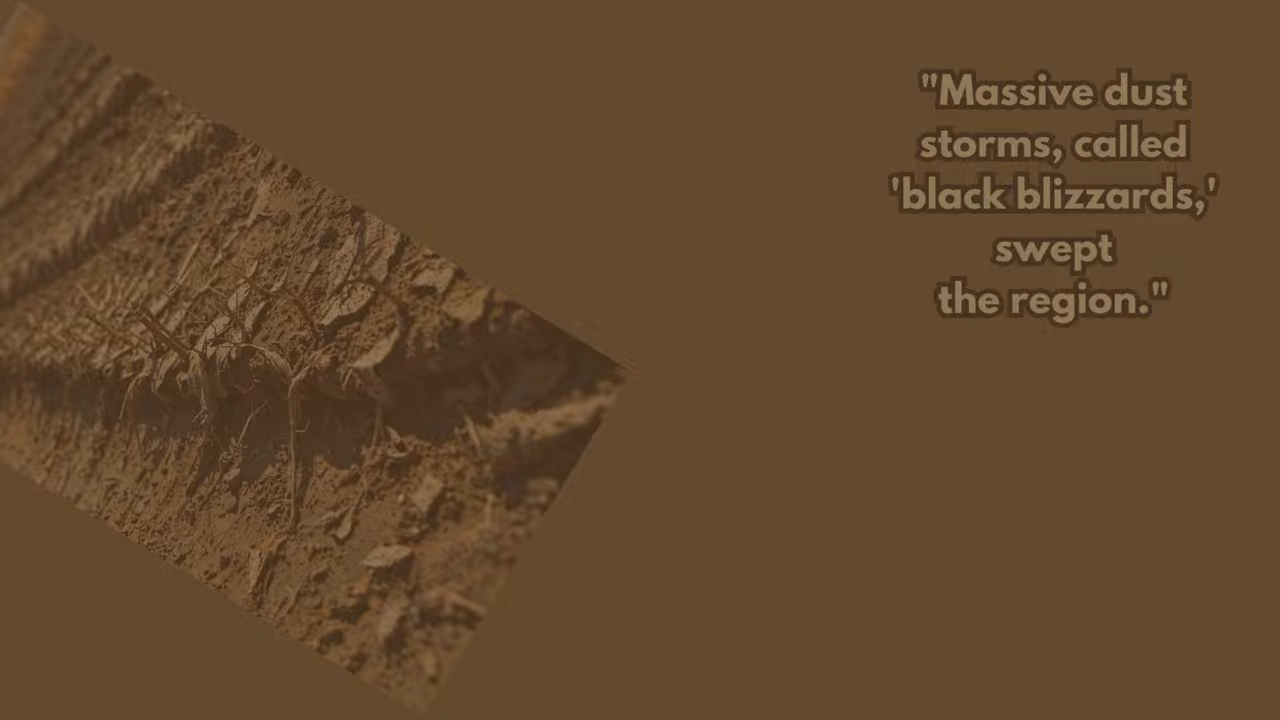 "Massive dust
storms, called
'black blizzards,'
swept
the region."